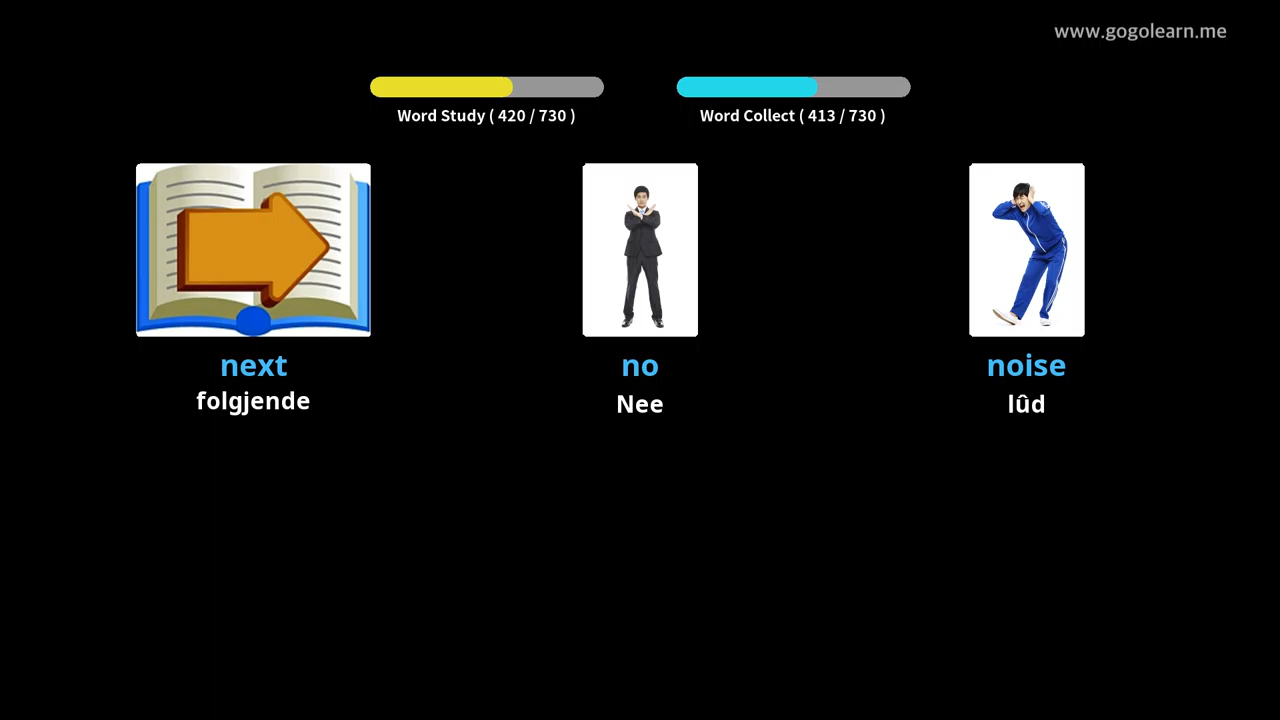 www.gogolearn.me
Word Study ( 420 / 730 )
Word Collect ( 413 / 730 )
next
no
noise
folgjende
Nee
lûd